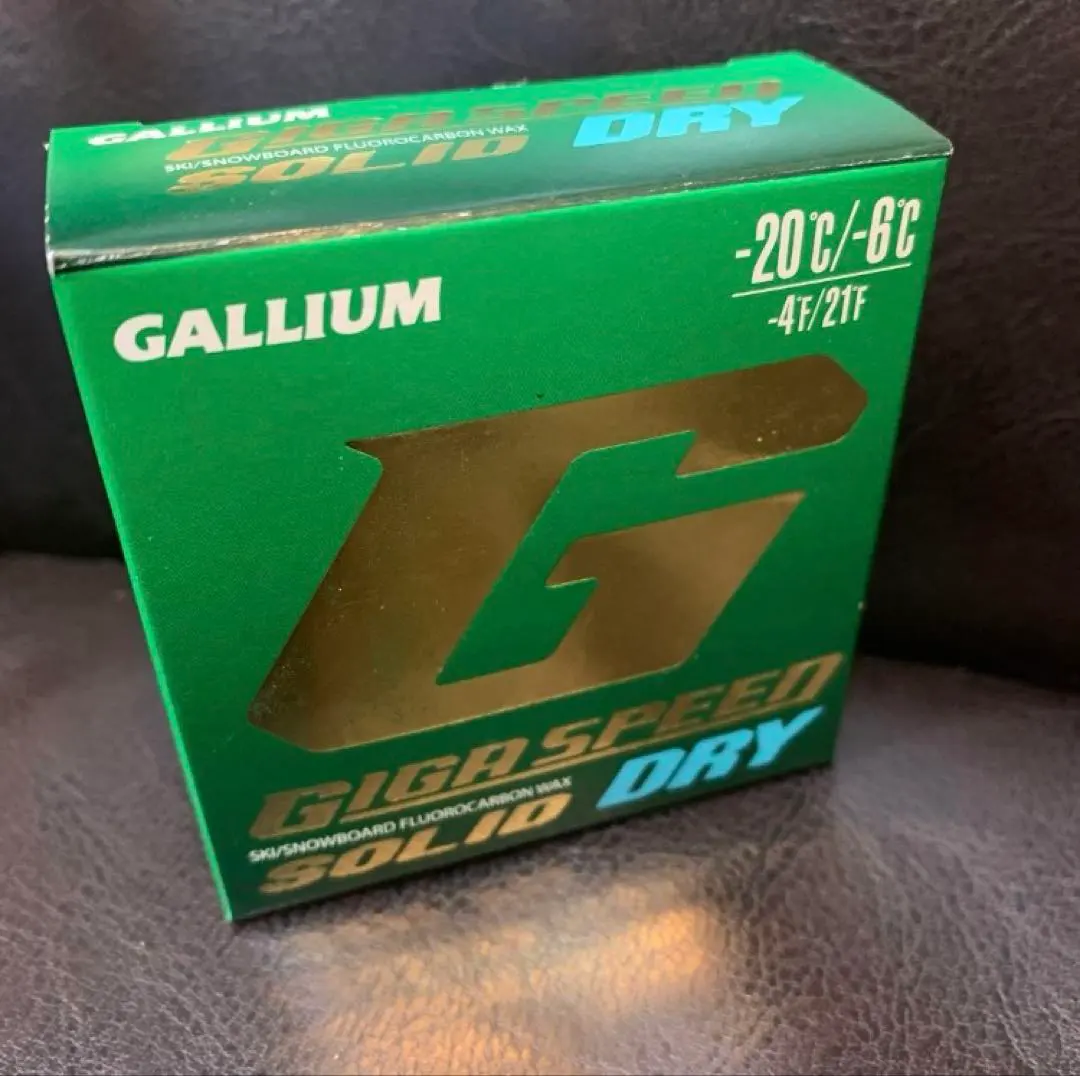 GALLIUM
GIGA SPEED
SKI/SNOWBOARD FLUOROCARBON WAX
SOLID DRY
-20℃/-6℃
-4°F/21°F
GALLIUM
G
GIGA SPEED
SKI/SNOWBOARD FLUOROCARBON WAX
SOLID DRY